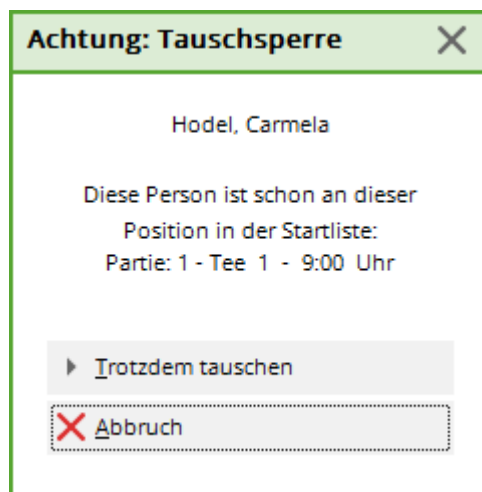 Achtung: Tauschsperre
Hodel, Carmela
Diese Person ist schon an dieser
Position in der Startliste:
Partie: 1 - Tee 1 - 9:00 Uhr
Trotzdem tauschen
Abbruch